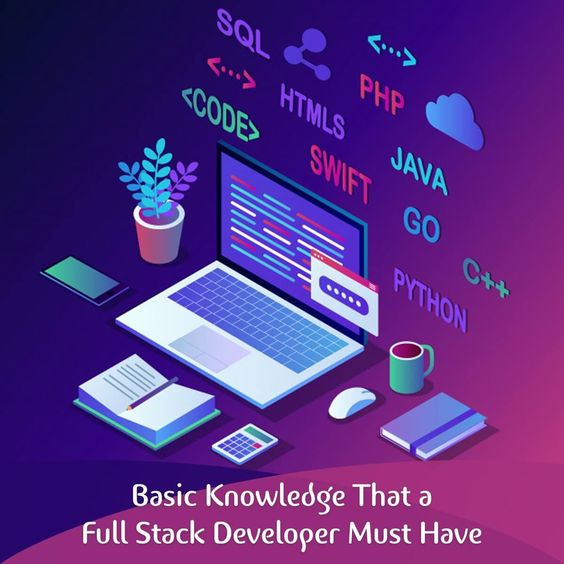 SQL
<···>
<···>
PHP
HTMLS
<CODE>
SWIFT
JAVA
GO
C++
PYTHON
Basic Knowledge That a
Full Stack Developer Must Have